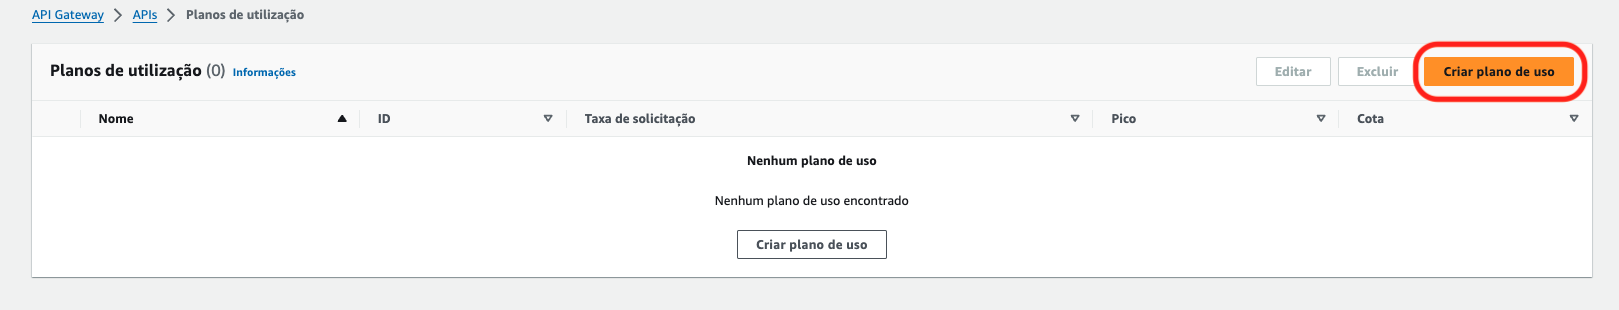 API Gateway > APIs > Planos de utilização
Planos de utilização (0) Informações
Editar
Excluir
Criar plano de uso
Nome ID Taxa de solicitação Pico Cota
Nenhum plano de uso
Nenhum plano de uso encontrado
Criar plano de uso